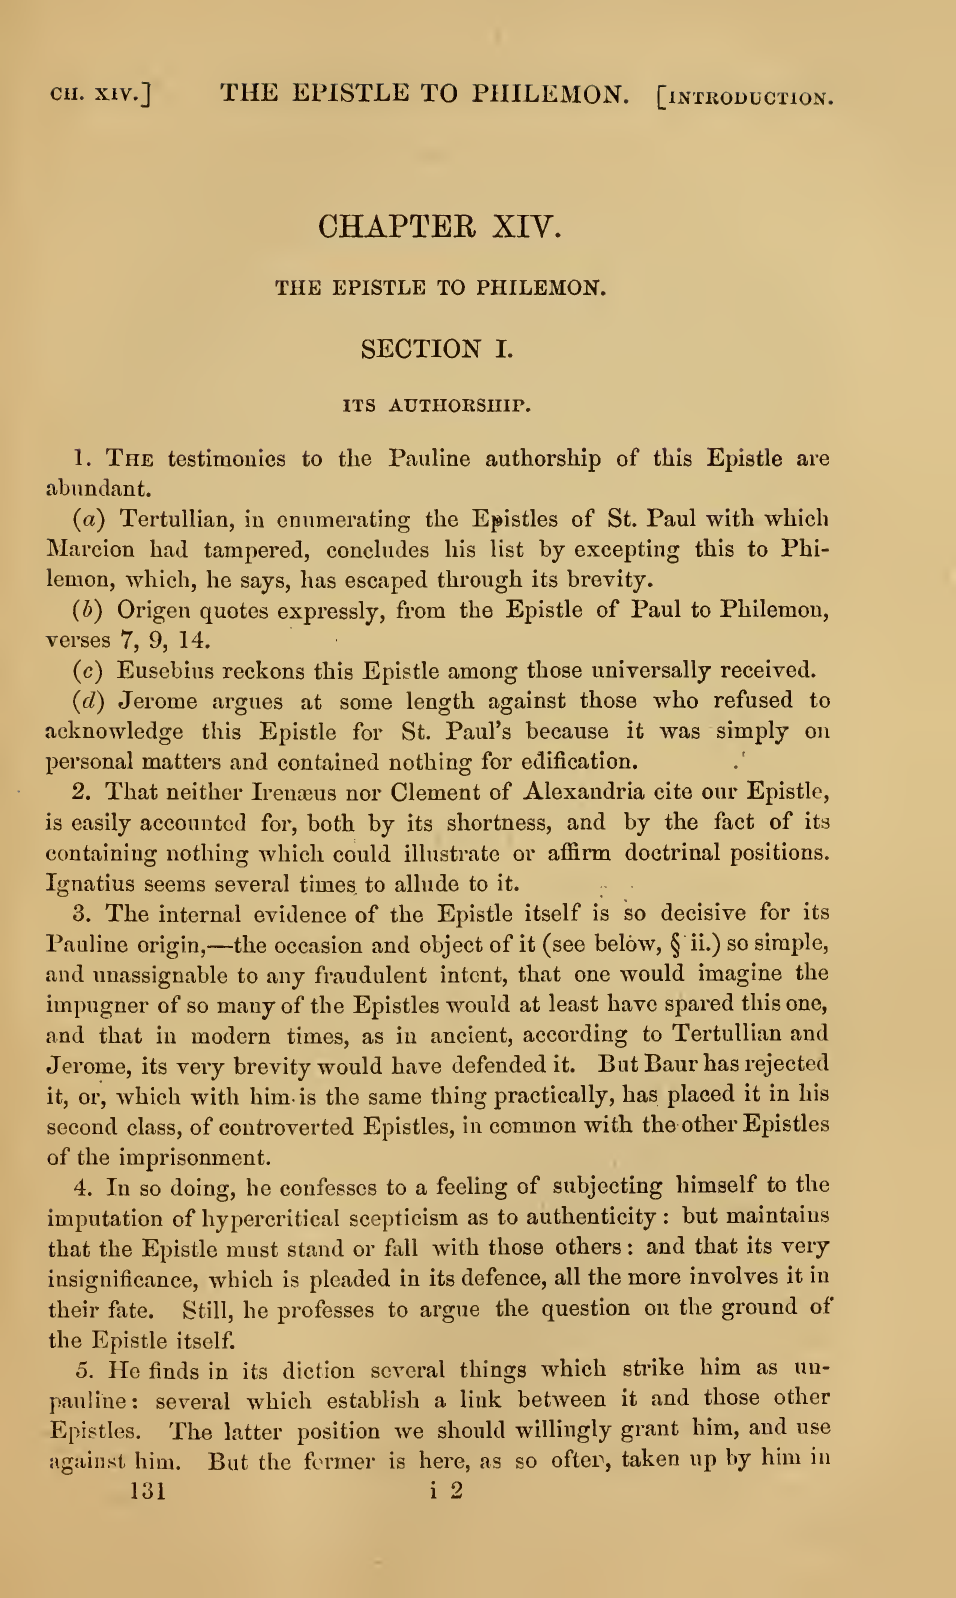 CH. XIV.] THE EPISTLE TO PHILEMON. [INTRODUCTION.
CHAPTER XIV.
THE EPISTLE TO PHILEMON.
SECTION I.
ITS AUTHORSHIP.
1. THE testimonies to the Pauline authorship of this Epistle are
abundant.
(a) Tertullian, in enumerating the Epistles of St. Paul with which
Marcion had tampered, concludes his list by excepting this to Phi-
lemon, which, he says, has escaped through its brevity.
(b) Origen quotes expressly, from the Epistle of Paul to Philemon,
verses 7, 9, 14.
(c) Eusebius reckons this Epistle among those universally received.
(d) Jerome argues at some length against those who refused to
acknowledge this Epistle for St. Paul's because it was simply on
personal matters and contained nothing for edification.
2. That neither Irenæus nor Clement of Alexandria cite our Epistle,
is easily accounted for, both by its shortness, and by the fact of its
containing nothing which could illustrate or affirm doctrinal positions.
Ignatius seems several times to allude to it.
3. The internal evidence of the Epistle itself is so decisive for its
Pauline origin,—the occasion and object of it (see below, § ii.) so simple,
and unassignable to any fraudulent intent, that one would imagine the
impugner of so many of the Epistles would at least have spared this one,
and that in modern times, as in ancient, according to Tertullian and
Jerome, its very brevity would have defended it. But Baur has rejected
it, or, which with him is the same thing practically, has placed it in his
second class, of controverted Epistles, in common with the other Epistles
of the imprisonment.
4. In so doing, he confesses to a feeling of subjecting himself to the
imputation of hypercritical scepticism as to authenticity : but maintains
that the Epistle must stand or fall with those others : and that its very
insignificance, which is pleaded in its defence, all the more involves it in
their fate. Still, he professes to argue the question on the ground of
the Epistle itself.
5. He finds in its diction several things which strike him as un-
pauline : several which establish a link between it and those other
Epistles. The latter position we should willingly grant him, and use
against him. But the former is here, as so often, taken up by him in
131 i 2